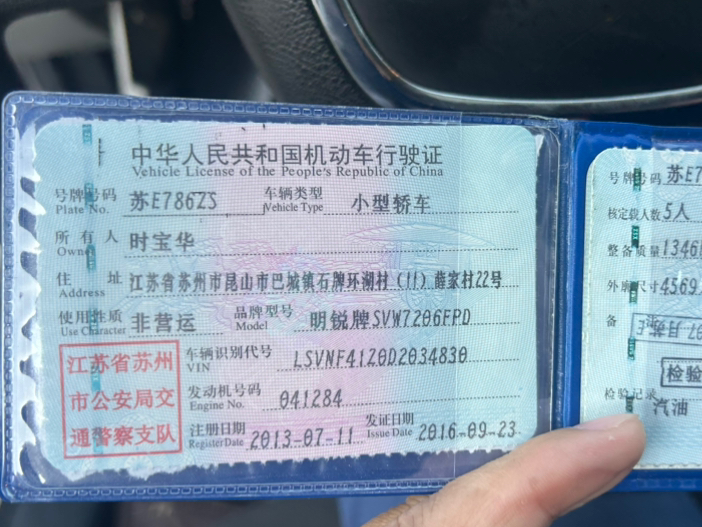 中华人民共和国机动车行驶证
Vehicle License of the People's Republic of China
号牌号码 苏E786ZS 车辆类型 小型轿车
Plate No. Vehicle Type
所有人 时宝华
Owner
住址 江苏省苏州市昆山市巴城镇石牌环湖村(11)薛家村22号
Address
使用性质 非营运 品牌型号 明锐牌SVW7206FPD
Use Character Model
江苏省苏州
市公安局交
通警察支队
车辆识别代号 LSVNF41Z0D2034830
VIN
发动机号码 041284
Engine No.
注册日期 2013-07-11 发证日期 2016-09-23
Register Date Issue Date
号牌号码 苏E7
核定载人数 5人
整备质量 1346
外廓尺寸 4569
备
检验
检验记录
汽油